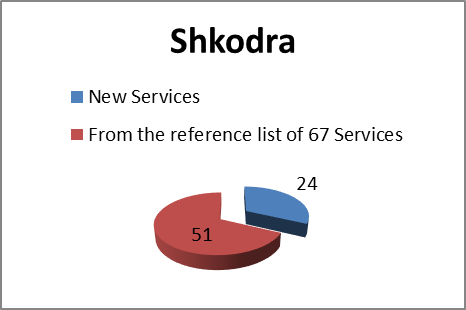 Shkodra
New Services
From the reference list of 67 Services
24
51